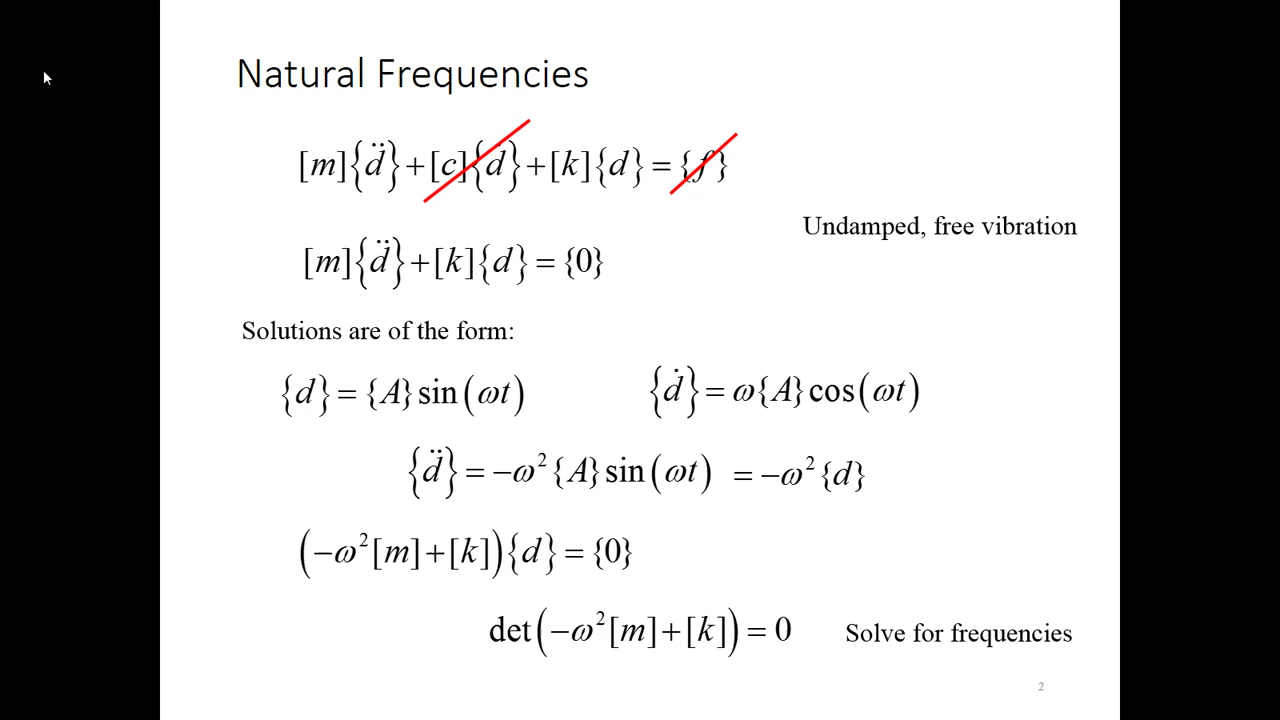 Natural Frequencies
[m]{d̈}+[c]{ḋ}+[k]{d}={f}
Undamped, free vibration
[m]{d̈}+[k]{d}={0}
Solutions are of the form:
{d}={A}sin(ωt) {ḋ}=ω{A}cos(ωt)
{d̈}=−ω²{A}sin(ωt) =−ω²{d}
(−ω²[m]+[k]){d}={0}
det(−ω²[m]+[k])=0 Solve for frequencies
2